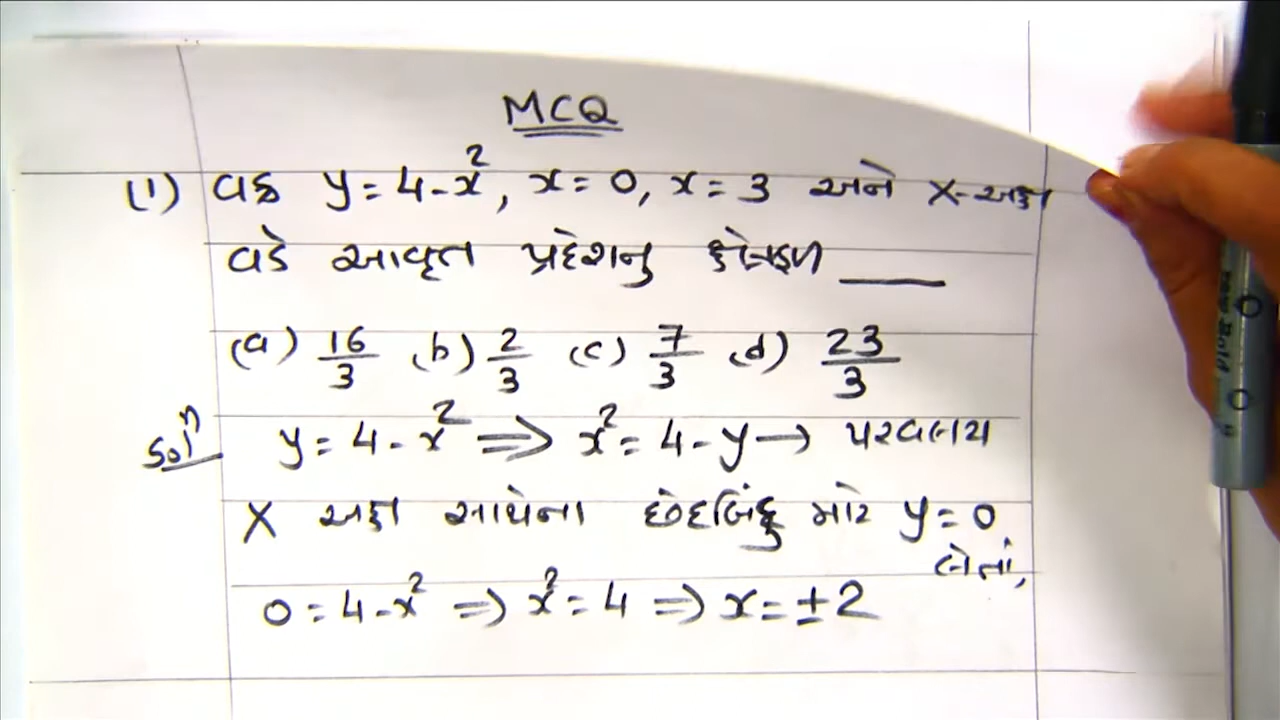 MCQ
(1) વક્ર y = 4-x², x = 0, x = 3 અને X-અક્ષ
વડે આવૃત પ્રદેશનુ ક્ષેત્રફળ ____
(a) 16/3 (b) 2/3 (c) 7/3 (d) 23/3
Solⁿ y = 4-x² ⇒ x² = 4-y → પરવલય
X અક્ષ સાથેના છેદબિંદુ માટે y = 0
લેતાં,
0 = 4-x² ⇒ x² = 4 ⇒ x = ±2